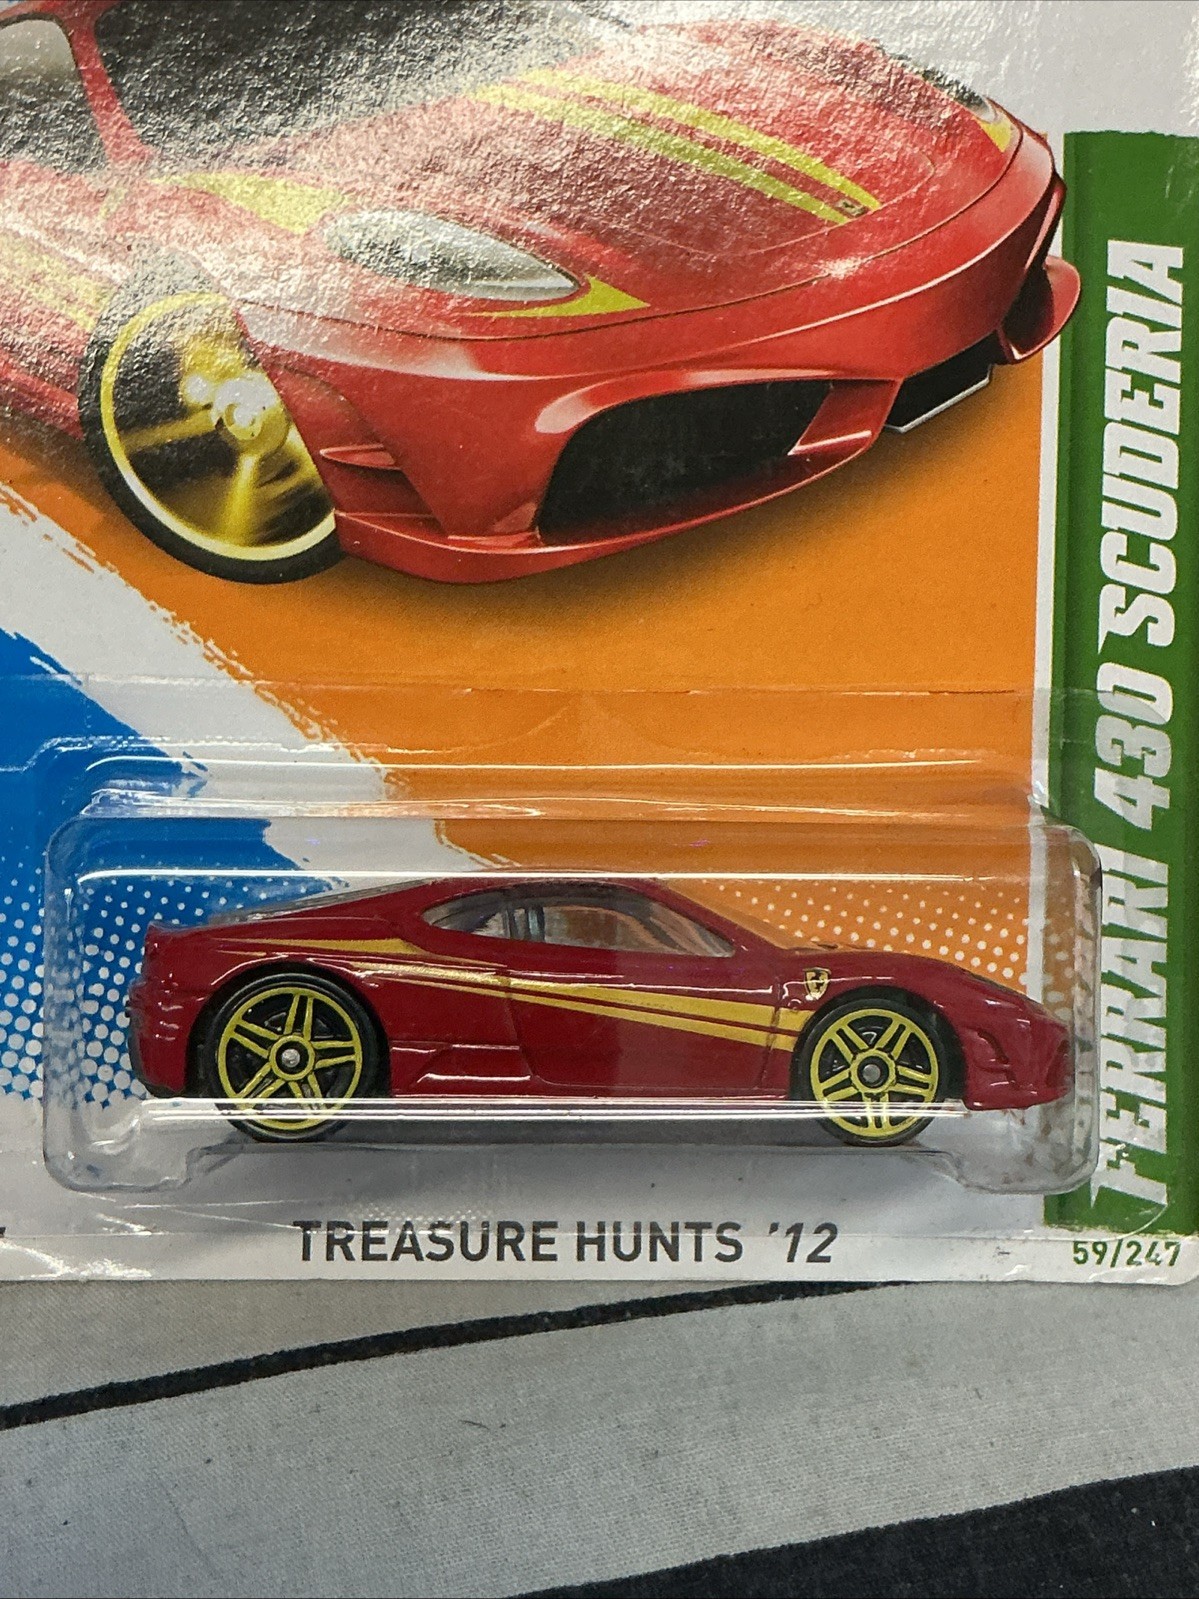 FERRARI 430 SCUDERIA
TREASURE HUNTS '12
59/247